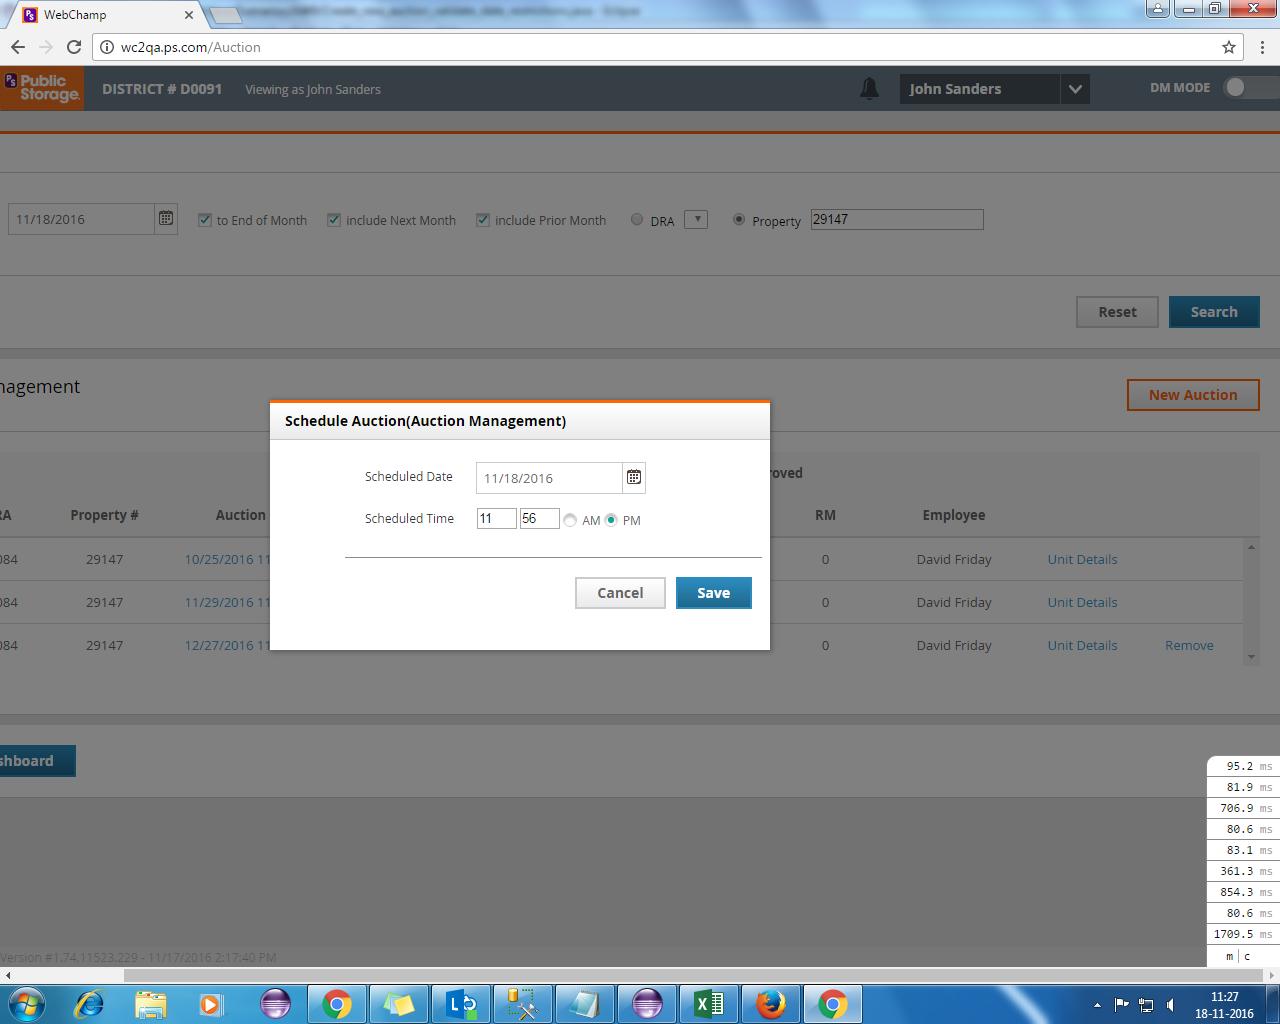 WebChamp
wc2qa.ps.com/Auction
PS Public Storage.
DISTRICT # D0091
Viewing as John Sanders
John Sanders
DM MODE
11/18/2016
to End of Month
include Next Month
include Prior Month
DRA
Property
29147
Reset
Search
nagement
New Auction
Schedule Auction(Auction Management)
Scheduled Date
11/18/2016
Scheduled Time
11
56
AM
PM
Cancel
Save
roved
RA
Property #
Auction
RM
Employee
084
29147
10/25/2016 11
0
David Friday
Unit Details
084
29147
11/29/2016 11
0
David Friday
Unit Details
084
29147
12/27/2016 11
0
David Friday
Unit Details
Remove
shboard
95.2 ms
81.9 ms
706.9 ms
80.6 ms
83.1 ms
361.3 ms
854.3 ms
80.6 ms
1709.5 ms
m | c
Version #1.74.11523.229 - 11/17/2016 2:17:40 PM
11:27
18-11-2016